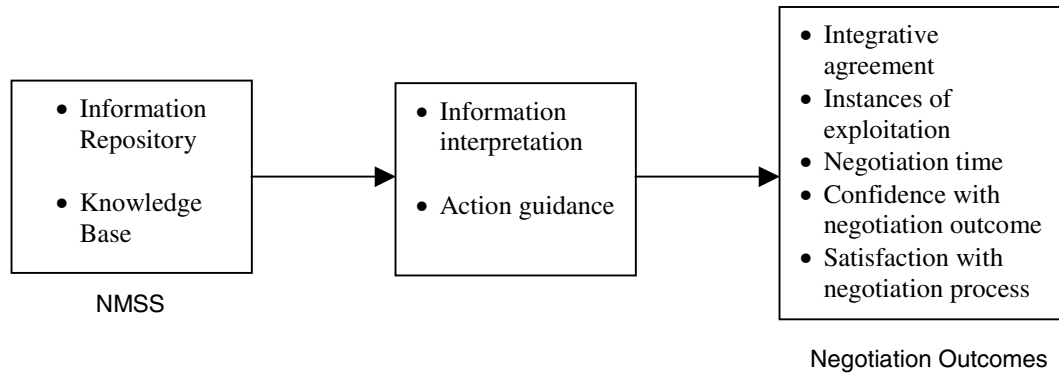 • Information
Repository
• Knowledge
Base
NMSS
• Information
interpretation
• Action guidance
• Integrative
agreement
• Instances of
exploitation
• Negotiation time
• Confidence with
negotiation outcome
• Satisfaction with
negotiation process
Negotiation Outcomes